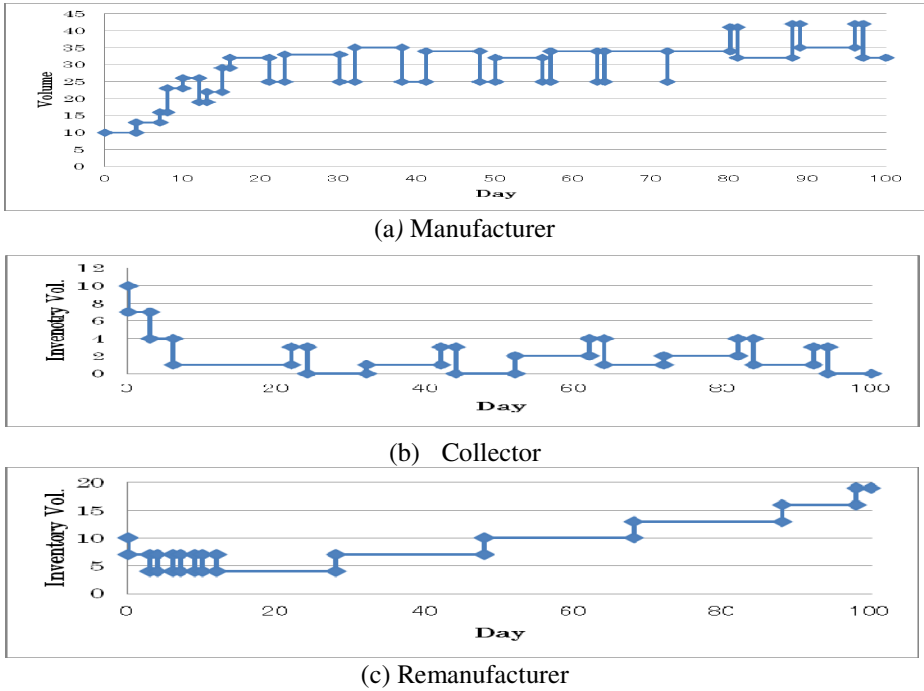 45
40
35
30
25
20
15
10
5
0
Volume
0 10 20 30 40 50 60 70 80 90 100
Day
(a) Manufacturer
12
10
8
6
4
2
0
Invenotry Vol.
0 20 40 60 80 100
Day
(b) Collector
20
15
10
5
0
Inventory Vol.
0 20 40 60 80 100
Day
(c) Remanufacturer